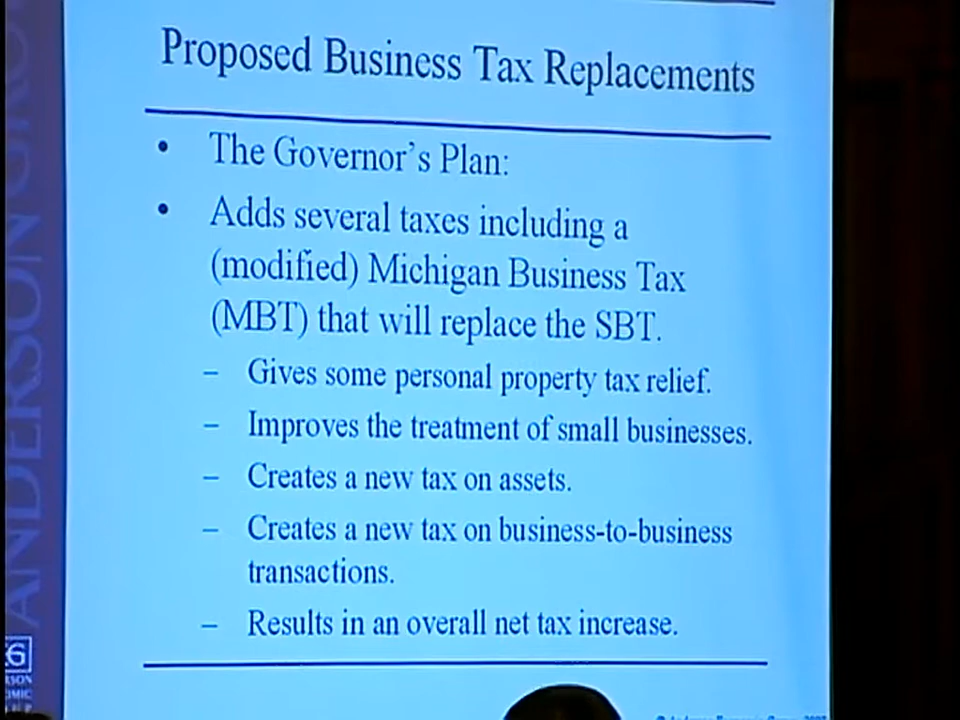 Proposed Business Tax Replacements
• The Governor's Plan:
• Adds several taxes including a
(modified) Michigan Business Tax
(MBT) that will replace the SBT.
– Gives some personal property tax relief.
– Improves the treatment of small businesses.
– Creates a new tax on assets.
– Creates a new tax on business-to-business
transactions.
– Results in an overall net tax increase.
ANDERSON